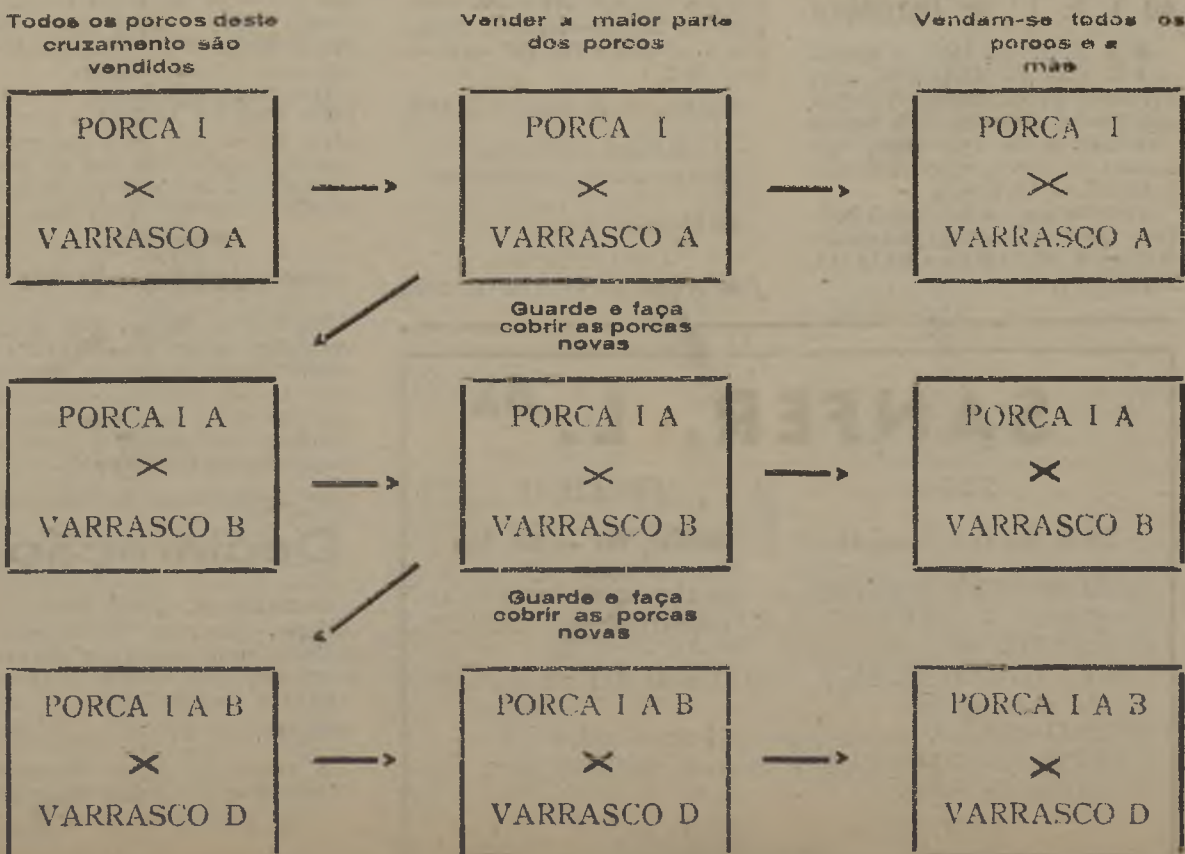 Todos os porcos deste
cruzamento são
vendidos
Vender a maior parte
dos porcos
Vendam-se todos os
porcos e a
mãe
PORCA I
×
VARRASCO A
PORCA I
×
VARRASCO A
PORCA I
×
VARRASCO A
Guarde e faça
cobrir as porcas
novas
PORCA I A
×
VARRASCO B
PORCA I A
×
VARRASCO B
PORCA I A
×
VARRASCO B
Guarde e faça
cobrir as porcas
novas
PORCA I A B
×
VARRASCO D
PORCA I A B
×
VARRASCO D
PORCA I A B
×
VARRASCO D